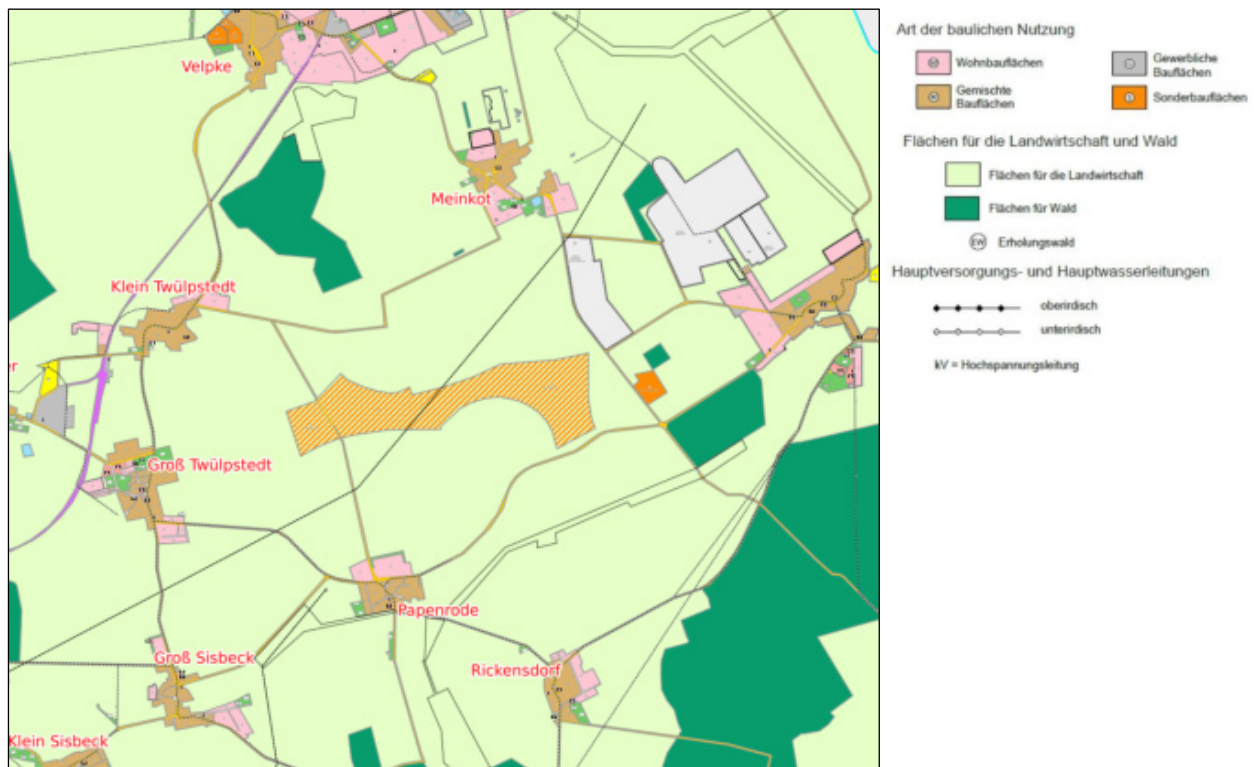 Velpke
Meinkot
Klein Twülpstedt
er
Groß Twülpstedt
Papenrode
Groß Sisbeck
Rickensdorf
Klein Sisbeck
Art der baulichen Nutzung
Wohnbauflächen
Gewerbliche
Bauflächen
Gemischte
Bauflächen
Sonderbauflächen
Flächen für die Landwirtschaft und Wald
Flächen für die Landwirtschaft
Flächen für Wald
EW Erholungswald
Hauptversorgungs- und Hauptwasserleitungen
oberirdisch
unterirdisch
kV = Hochspannungsleitung